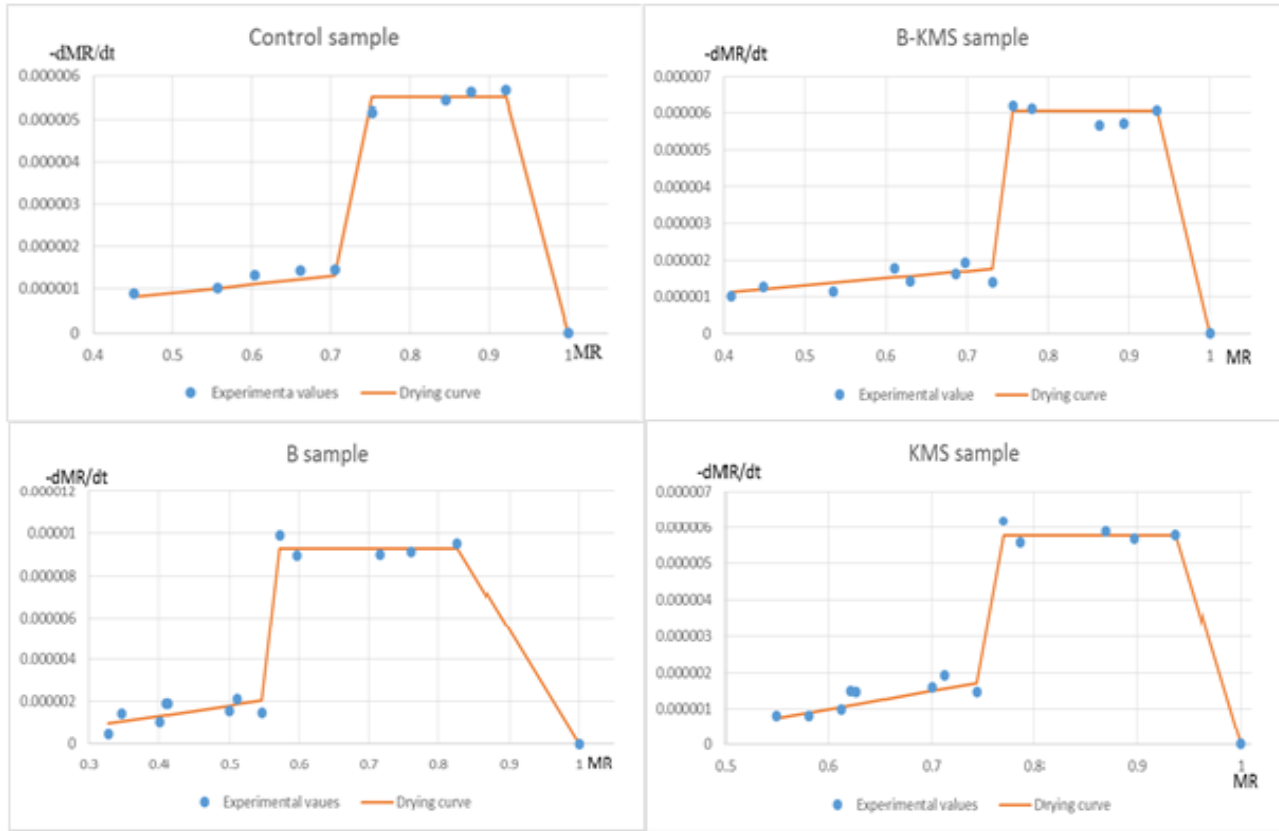 Control sample
-dMR/dt
0.000006
0.000005
0.000004
0.000003
0.000002
0.000001
0
0.4 0.5 0.6 0.7 0.8 0.9 1 MR
Experimenta values Drying curve
B-KMS sample
-dMR/dt
0.000007
0.000006
0.000005
0.000004
0.000003
0.000002
0.000001
0
0.4 0.5 0.6 0.7 0.8 0.9 1 MR
Experimental value Drying curve
B sample
-dMR/dt
0.000012
0.00001
0.000008
0.000006
0.000004
0.000002
0
0.3 0.4 0.5 0.6 0.7 0.8 0.9 1 MR
Experimental vaues Drying curve
KMS sample
-dMR/dt
0.000007
0.000006
0.000005
0.000004
0.000003
0.000002
0.000001
0
0.5 0.6 0.7 0.8 0.9 1
MR
Experimental values Drying curve